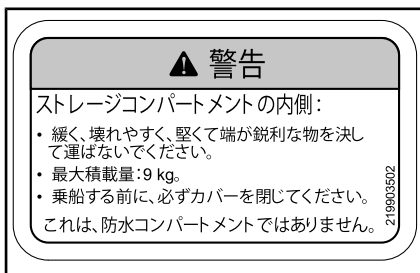 ⚠ 警告
ストレージコンパートメントの内側：
• 緩く、壊れやすく、堅くて端が鋭利な物を決し
て運ばないでください。
• 最大積載量：9 kg。
• 乗船する前に、必ずカバーを閉じてください。
これは、防水コンパートメントではありません。
219903502